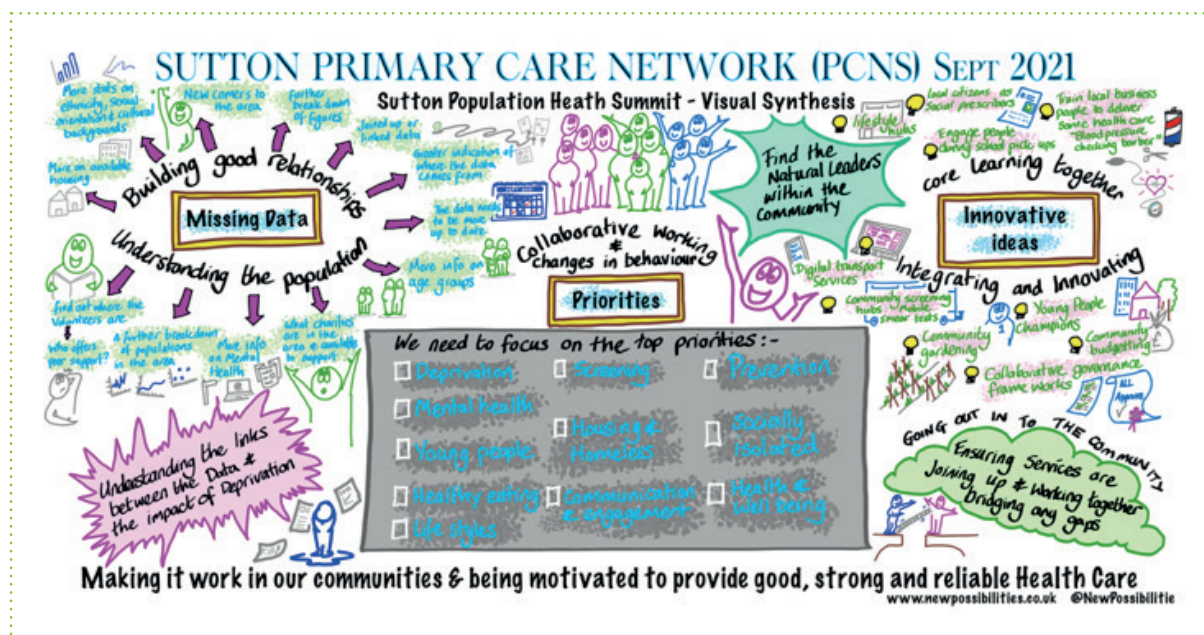 SUTTON PRIMARY CARE NETWORK (PCNS) SEPT 2021
Sutton Population Heath Summit - Visual Synthesis
More stats on
ethnicity, sexual
orientation & cultural
backgrounds
New comers to
the area
Further
break down
of figures
Joined up or
linked data
Greater indication of
where the data
comes from
The data needs
to be more
up to date
More info on
age groups
More on available
housing
Building good relationships
Missing Data
Understanding the population
find out where the
Volunteers are
Who offers
peer support?
A further breakdown
of populations
in the area
More info
on Mental
Health
What charities
are in the
area & available
to support
Understanding the links
between the Data &
the impact of Deprivation
Collaborative working
&
changes in behaviour
Priorities
We need to focus on the top priorities:-
Deprivation
Mental health
Young people
Healthy eating
Life styles
Screening
Housing &
Homeless
Communication
& engagement
Prevention
Socially
isolated
Health &
Well being
Find the
Natural Leaders
within the
Community
lifestyle
hubs
Local citizens as
Social prescribers
Engage people
during school pick ups
Train local business
people to deliver
Some health care
"Blood pressure
checking barber"
Core Learning together
Innovative
ideas
Integrating and Innovating
Digital transport
Services
Community screening
hubs - Mobile
smear tests
Community
gardening
Young People
Champions
Community
budgetting
Collaborative, governance
frame works
ALL
Approve
GOING OUT IN TO THE COMMUNITY
Ensuring Services are
Joining up & Working together
bridging any gaps
Making it work in our communities & being motivated to provide good, strong and reliable Health Care
www.newpossibilities.co.uk @NewPossibilitie